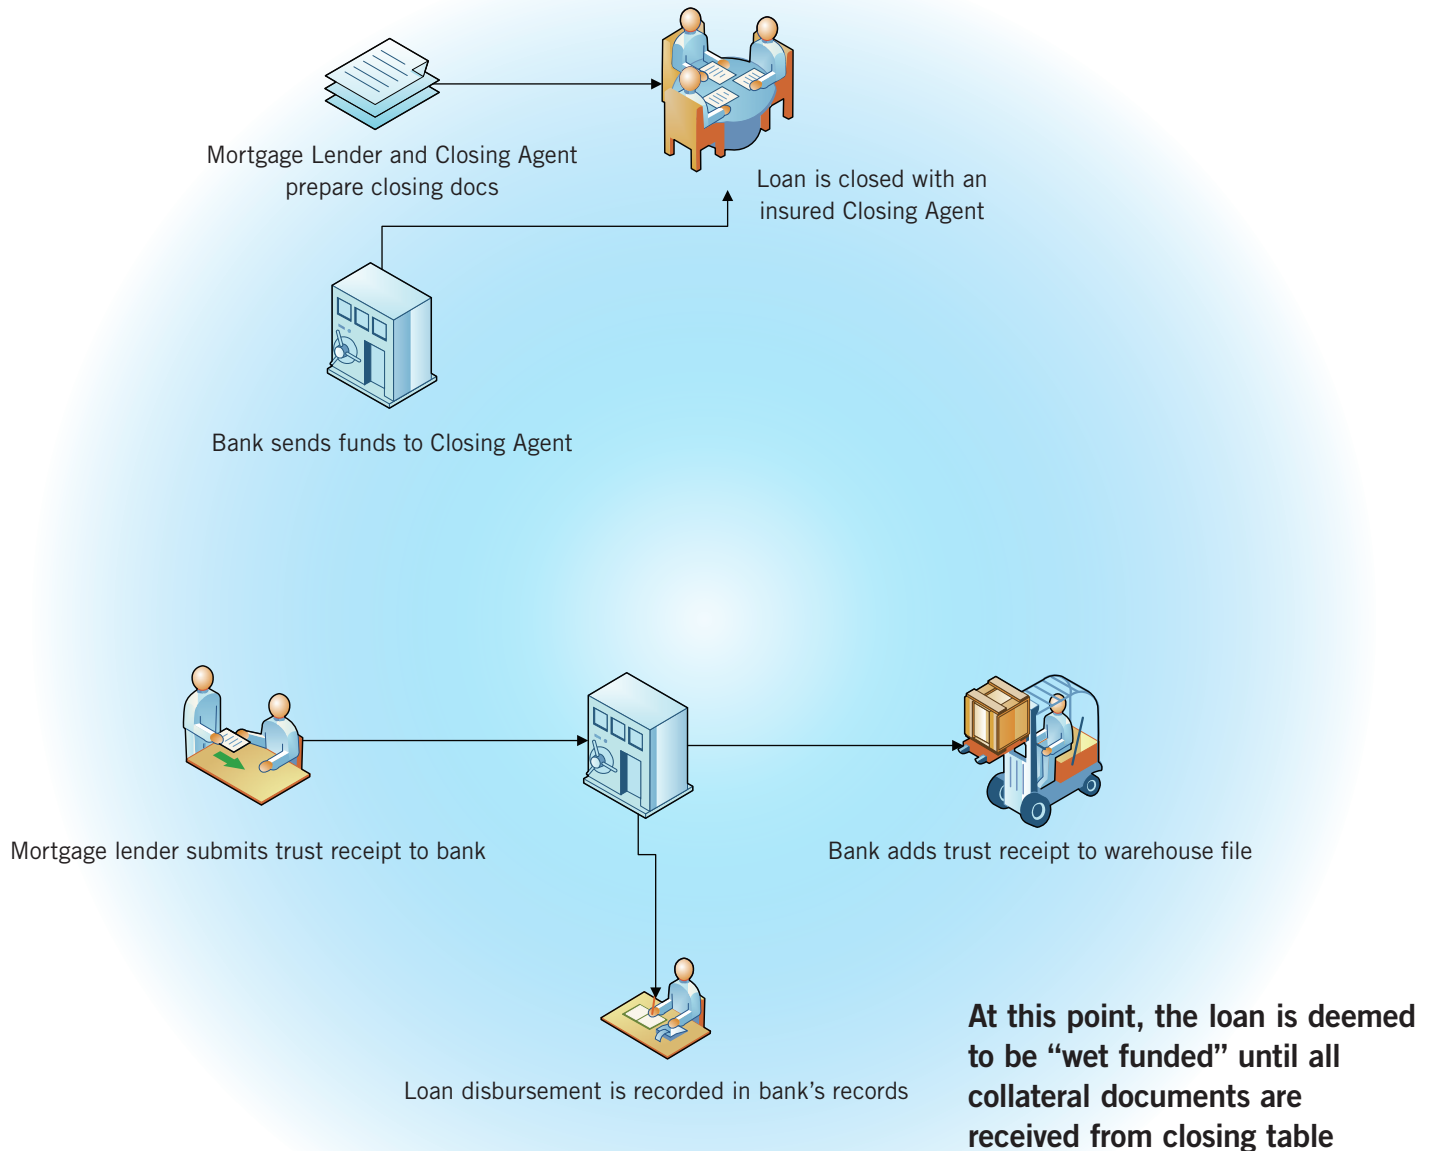 Mortgage Lender and Closing Agent
prepare closing docs
Loan is closed with an
insured Closing Agent
Bank sends funds to Closing Agent
Mortgage lender submits trust receipt to bank
Bank adds trust receipt to warehouse file
Loan disbursement is recorded in bank’s records
At this point, the loan is deemed
to be “wet funded” until all
collateral documents are
received from closing table